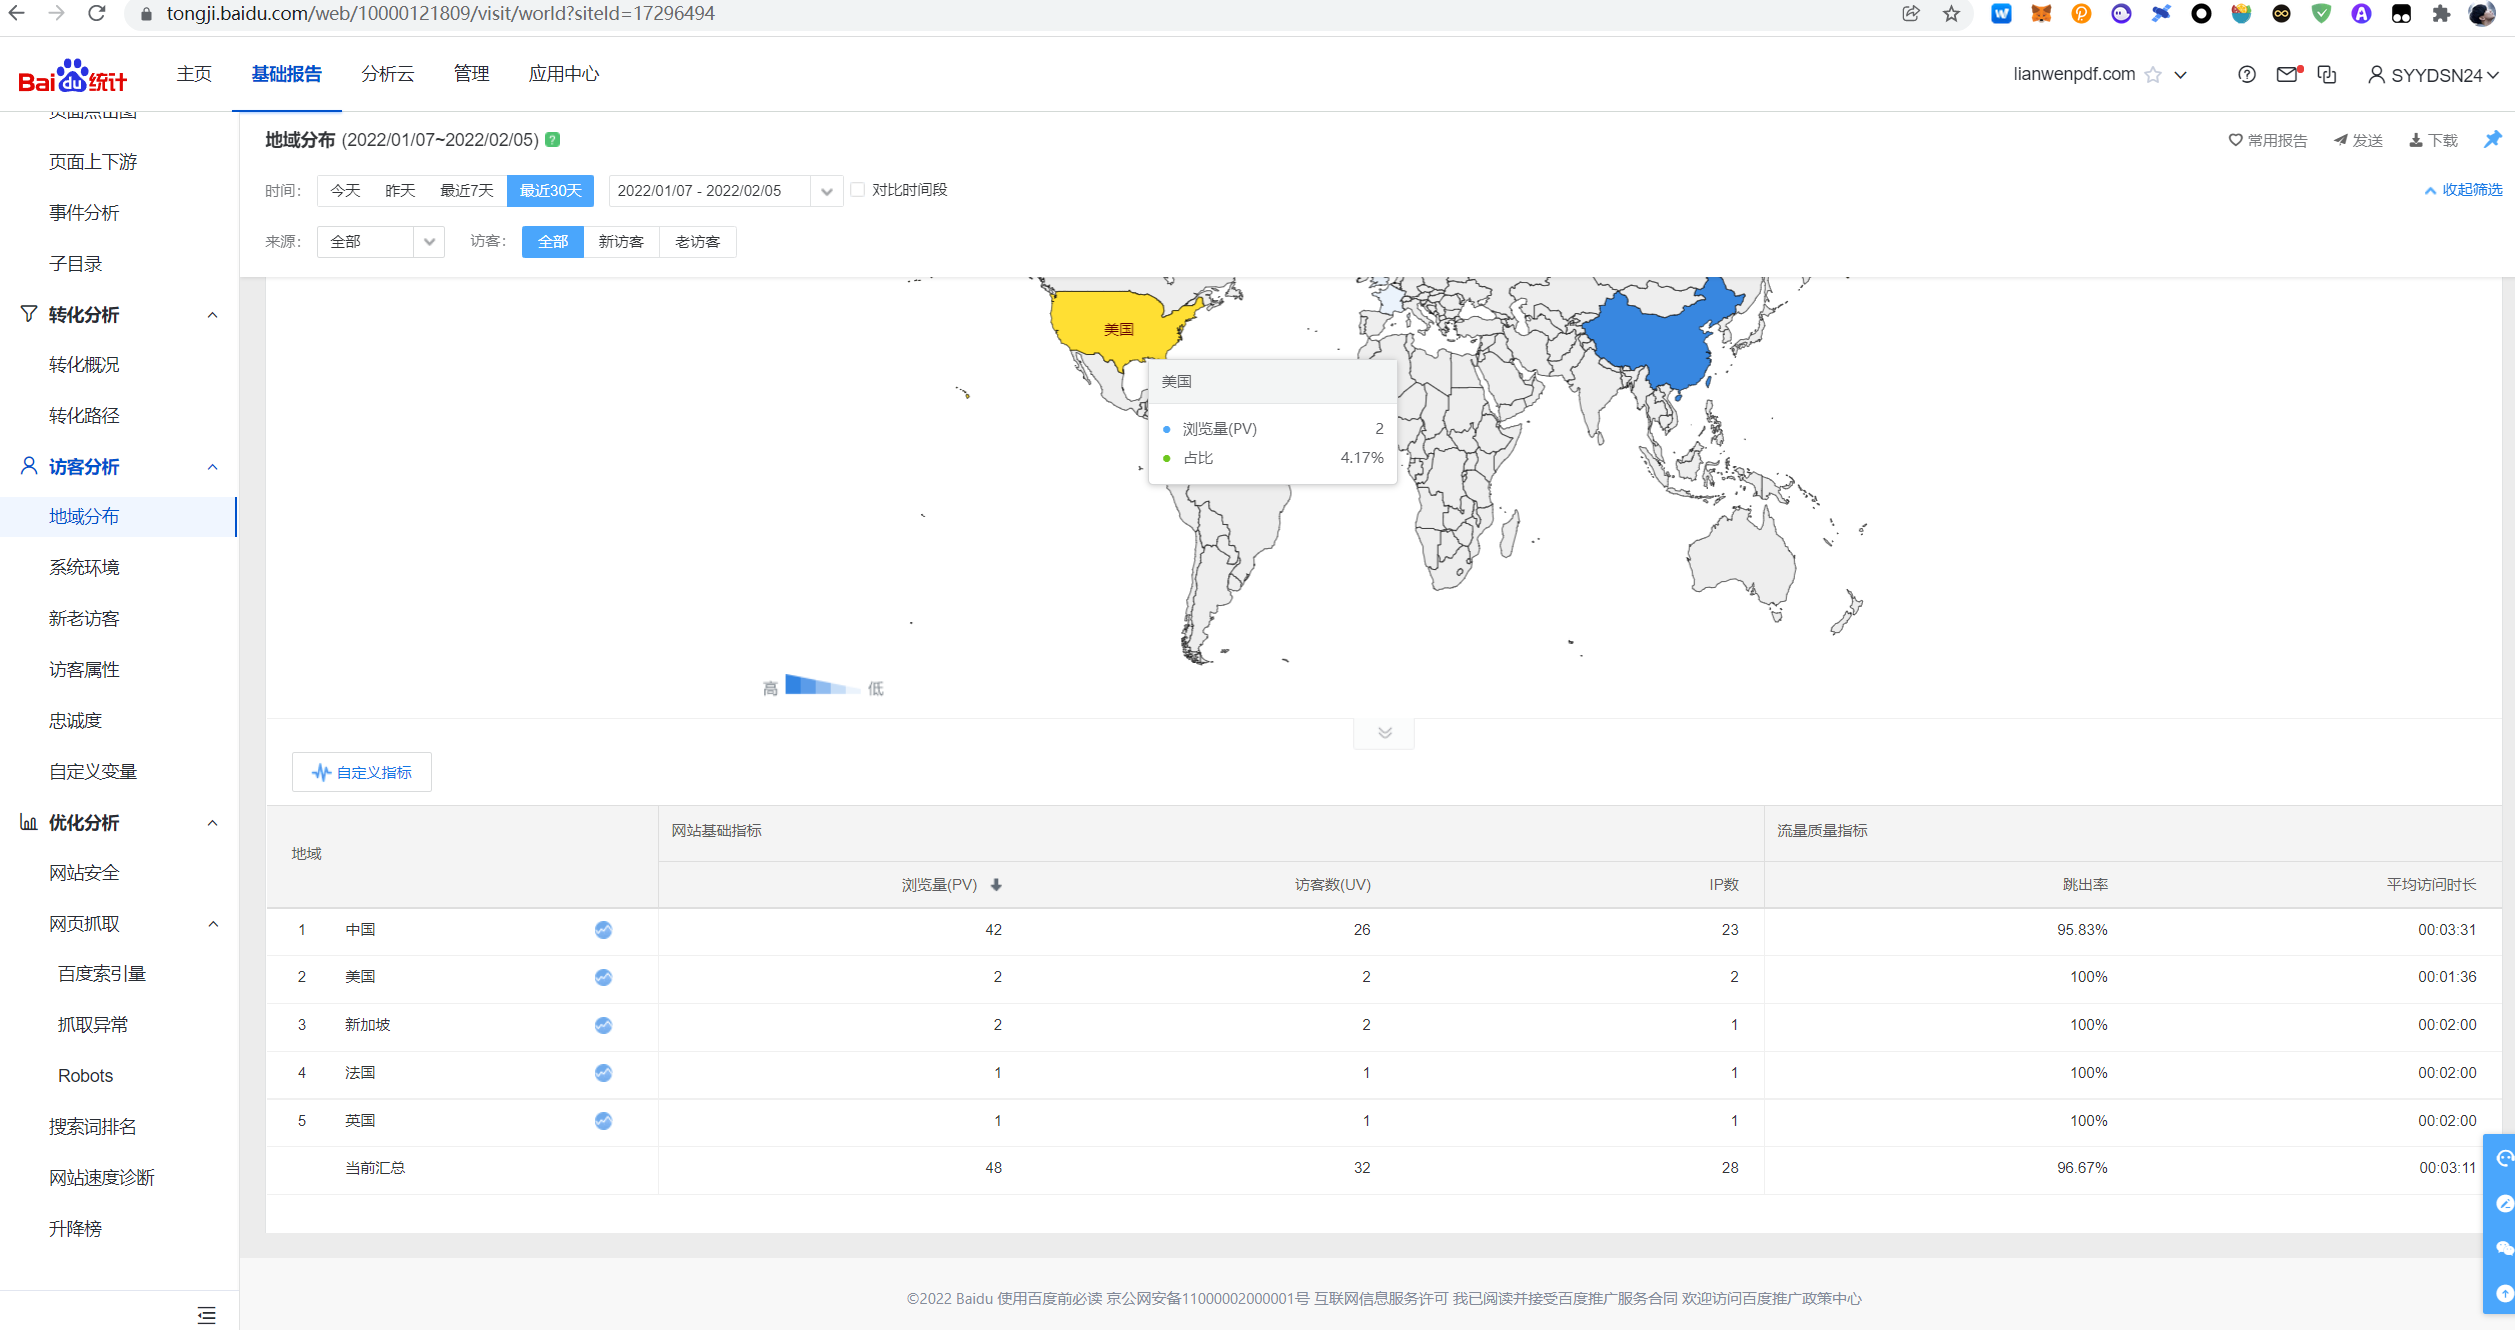 tongji.baidu.com/web/10000121809/visit/world?siteId=17296494
Bai du 统计
主页
基础报告
分析云
管理
应用中心
lianwenpdf.com
SYYDSN24
页面点击图
页面上下游
事件分析
子目录
转化分析
转化概况
转化路径
访客分析
地域分布
系统环境
新老访客
访客属性
忠诚度
自定义变量
优化分析
网站安全
网页抓取
百度索引量
抓取异常
Robots
搜索词排名
网站速度诊断
升降榜
地域分布 (2022/01/07~2022/02/05) ?
常用报告
发送
下载
时间: 今天 昨天 最近7天 最近30天 2022/01/07 - 2022/02/05 对比时间段
收起筛选
来源: 全部 访客: 全部 新访客 老访客
美国
美国
浏览量(PV) 2
占比 4.17%
高 低
自定义指标
地域 网站基础指标 流量质量指标
浏览量(PV) 访客数(UV) IP数 跳出率 平均访问时长
1 中国 42 26 23 95.83% 00:03:31
2 美国 2 2 2 100% 00:01:36
3 新加坡 2 2 1 100% 00:02:00
4 法国 1 1 1 100% 00:02:00
5 英国 1 1 1 100% 00:02:00
当前汇总 48 32 28 96.67% 00:03:11
©2022 Baidu 使用百度前必读 京公网安备11000002000001号 互联网信息服务许可 我已阅读并接受百度推广服务合同 欢迎访问百度推广政策中心